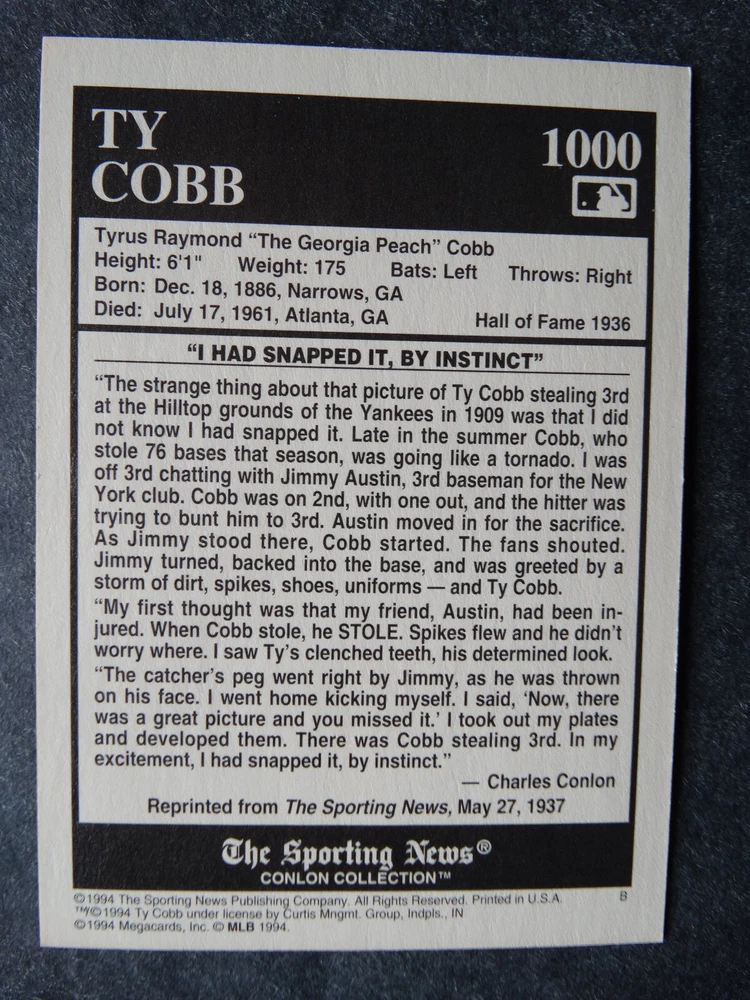 TY
COBB
1000
Tyrus Raymond “The Georgia Peach” Cobb
Height: 6'1" Weight: 175 Bats: Left Throws: Right
Born: Dec. 18, 1886, Narrows, GA
Died: July 17, 1961, Atlanta, GA Hall of Fame 1936
“I HAD SNAPPED IT, BY INSTINCT”
“The strange thing about that picture of Ty Cobb stealing 3rd
at the Hilltop grounds of the Yankees in 1909 was that I did
not know I had snapped it. Late in the summer Cobb, who
stole 76 bases that season, was going like a tornado. I was
off 3rd chatting with Jimmy Austin, 3rd baseman for the New
York club. Cobb was on 2nd, with one out, and the hitter was
trying to bunt him to 3rd. Austin moved in for the sacrifice.
As Jimmy stood there, Cobb started. The fans shouted.
Jimmy turned, backed into the base, and was greeted by a
storm of dirt, spikes, shoes, uniforms — and Ty Cobb.
“My first thought was that my friend, Austin, had been in-
jured. When Cobb stole, he STOLE. Spikes flew and he didn’t
worry where. I saw Ty’s clenched teeth, his determined look.
“The catcher’s peg went right by Jimmy, as he was thrown
on his face. I went home kicking myself. I said, ‘Now, there
was a great picture and you missed it.’ I took out my plates
and developed them. There was Cobb stealing 3rd. In my
excitement, I had snapped it, by instinct.”
— Charles Conlon
Reprinted from The Sporting News, May 27, 1937
The Sporting News®
CONLON COLLECTION™
©1994 The Sporting News Publishing Company. All Rights Reserved. Printed in U.S.A. B
™/©1994 Ty Cobb under license by Curtis Mngmt. Group, Indpls., IN
©1994 Megacards, Inc. © MLB 1994.